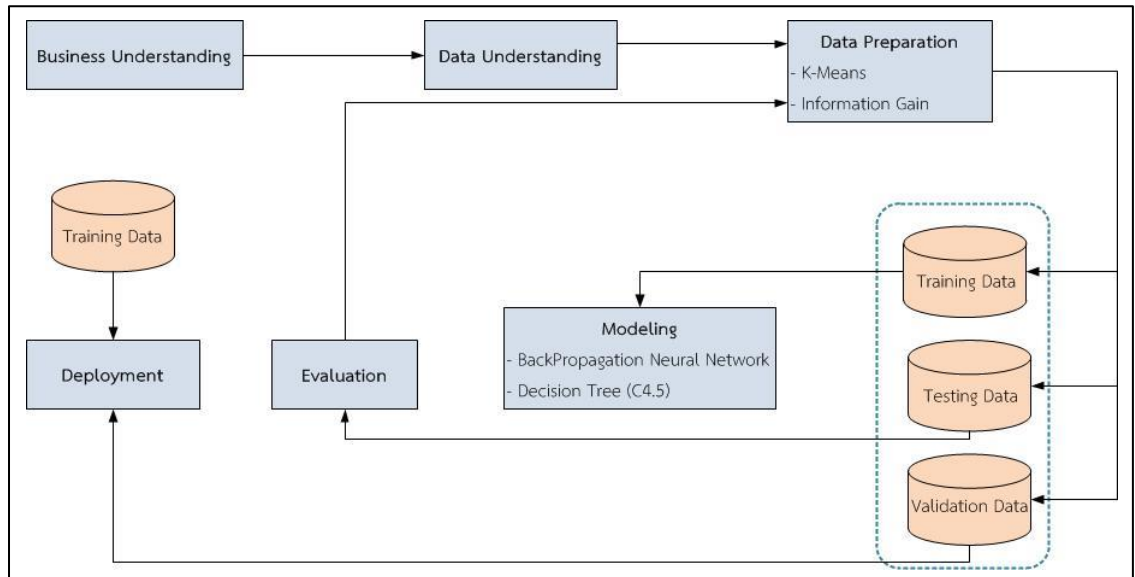 Business Understanding
Data Understanding
Data Preparation
- K-Means
- Information Gain
Training Data
Training Data
Modeling
- BackPropagation Neural Network
- Decision Tree (C4.5)
Deployment
Evaluation
Testing Data
Validation Data